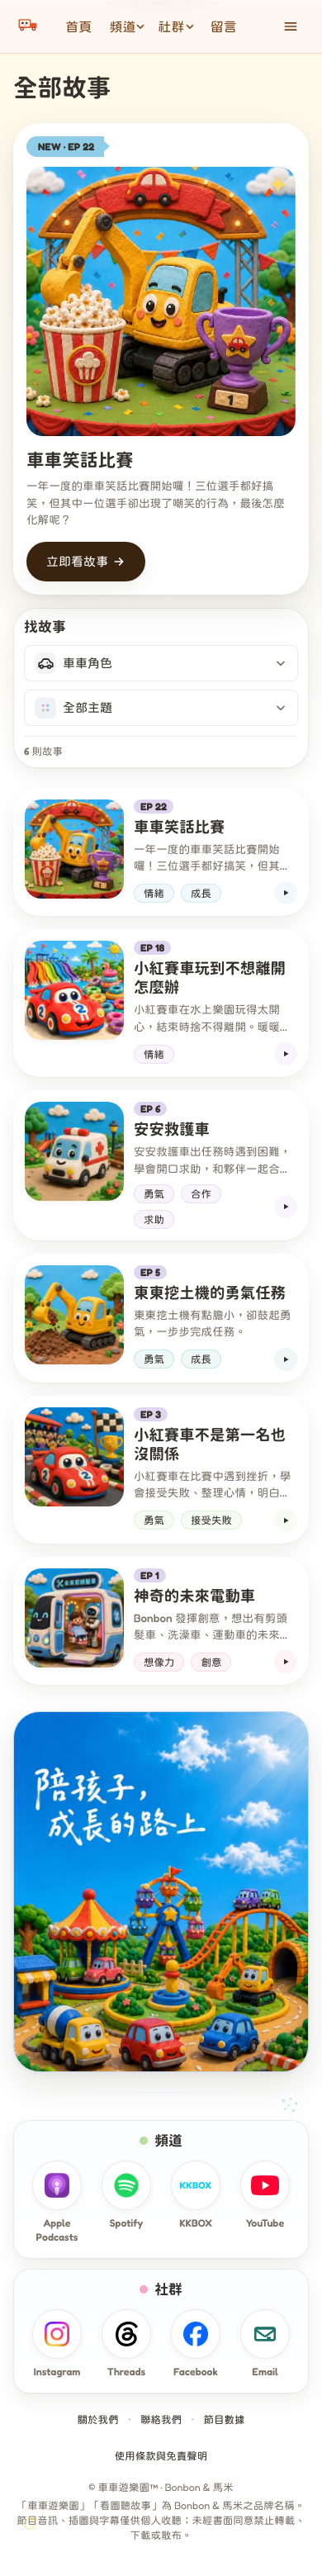 首頁 頻道 社群 留言
全部故事
NEW · EP 22
1
車車笑話比賽
一年一度的車車笑話比賽開始囉！三位選手都好搞
笑，但其中一位選手卻出現了嘲笑的行為，最後怎麼
化解呢？
立即看故事 →
找故事
車車角色
全部主題
6 則故事
EP 22
車車笑話比賽
一年一度的車車笑話比賽開始
囉！三位選手都好搞笑，但其…
情緒 成長
EP 18
小紅賽車玩到不想離開
怎麼辦
小紅賽車在水上樂園玩得太開
心，結束時捨不得離開。暖暖…
情緒
EP 6
安安救護車
安安救護車出任務時遇到困難，
學會開口求助，和夥伴一起合…
勇氣 合作
求助
EP 5
東東挖土機的勇氣任務
東東挖土機有點膽小，卻鼓起勇
氣，一步步完成任務。
勇氣 成長
EP 3
小紅賽車不是第一名也
沒關係
小紅賽車在比賽中遇到挫折，學
會接受失敗、整理心情，明白…
勇氣 接受失敗
EP 1
神奇的未來電動車
Bonbon 發揮創意，想出有剪頭
髮車、洗澡車、運動車的未來…
想像力 創意
陪孩子，
成長的路上
頻道
KKBOX
Apple
Podcasts
Spotify
KKBOX
YouTube
社群
Instagram
Threads
Facebook
Email
關於我們 · 聯絡我們 · 節目數據
使用條款與免責聲明
© 車車遊樂園™ · Bonbon & 馬米
「車車遊樂園」「看圖聽故事」為 Bonbon & 馬米之品牌名稱。
節目音訊、插圖與字幕僅供個人收聽；未經書面同意禁止轉載、
下載或散布。